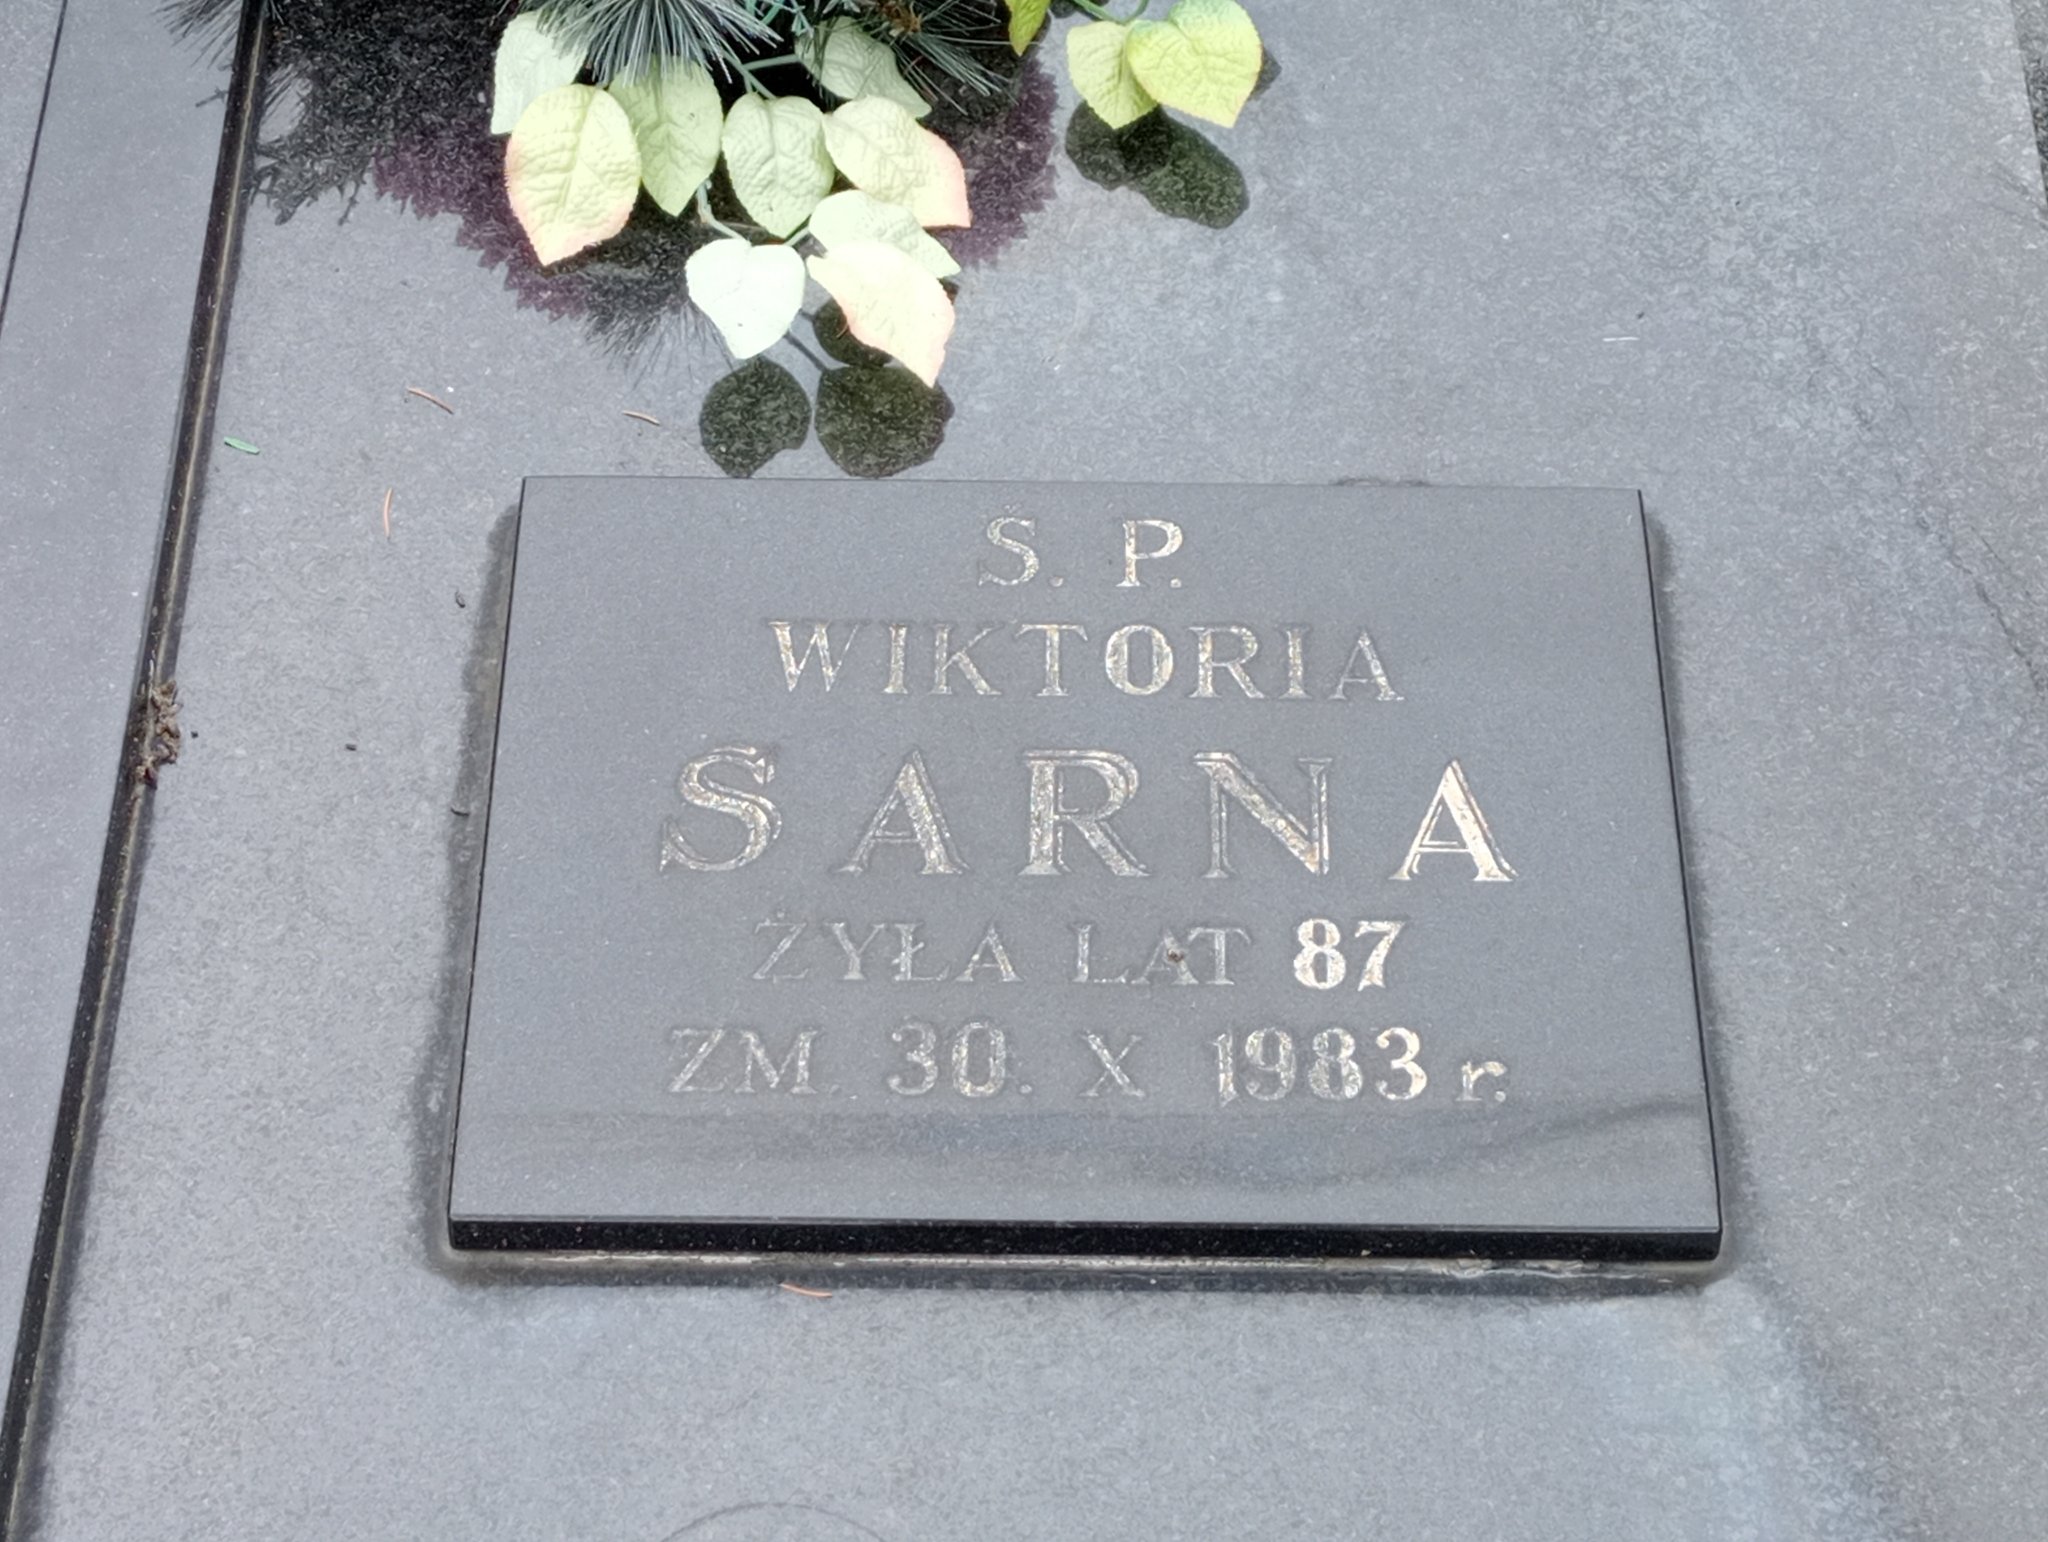 Ś. P.
WIKTORIA
SARNA
ŻYŁA LAT 87
ZM. 30. X 1983 r.